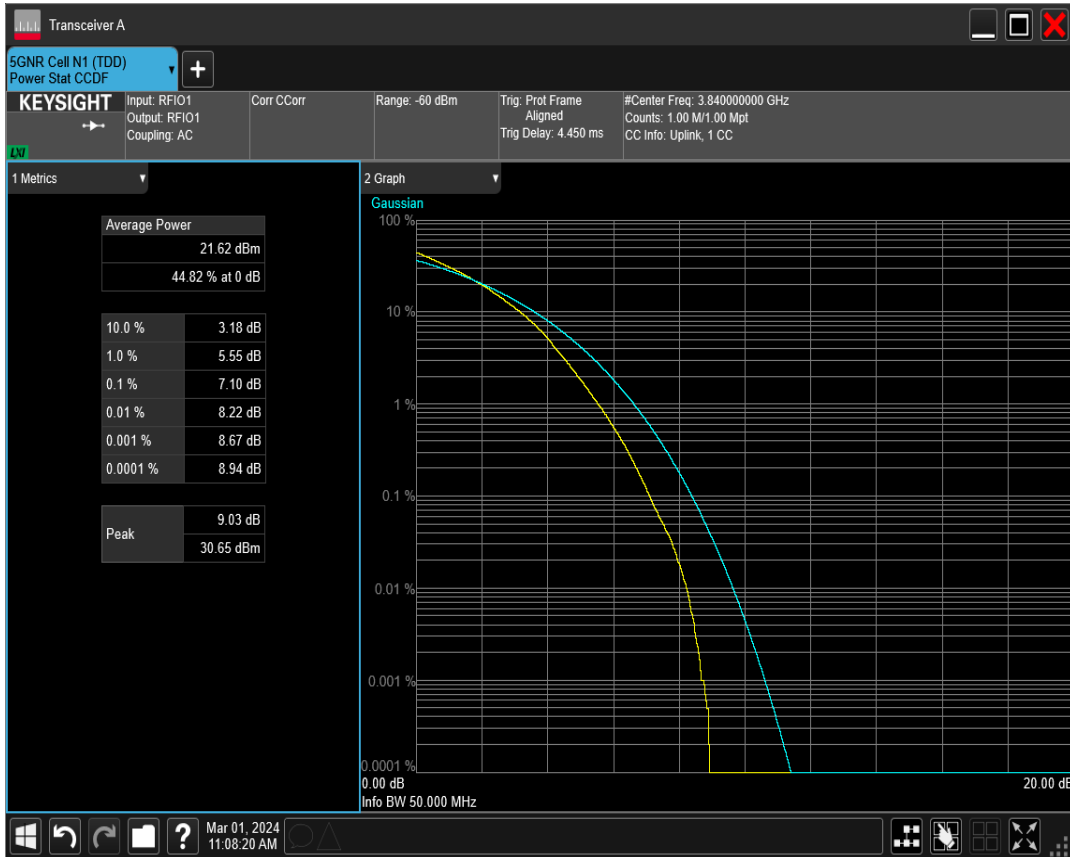 Transceiver A
5GNR Cell N1 (TDD)
Power Stat CCDF
+
KEYSIGHT
LXI
Input: RFIO1
Output: RFIO1
Coupling: AC
Corr CCorr
Range: -60 dBm
Trig: Prot Frame
Aligned
Trig Delay: 4.450 ms
#Center Freq: 3.840000000 GHz
Counts: 1.00 M/1.00 Mpt
CC Info: Uplink, 1 CC
1 Metrics
Average Power
21.62 dBm
44.82 % at 0 dB
10.0 % 3.18 dB
1.0 % 5.55 dB
0.1 % 7.10 dB
0.01 % 8.22 dB
0.001 % 8.67 dB
0.0001 % 8.94 dB
Peak
9.03 dB
30.65 dBm
2 Graph
Gaussian
100 %
10 %
1 %
0.1 %
0.01 %
0.001 %
0.0001 %
0.00 dB 20.00 dB
Info BW 50.000 MHz
?
Mar 01, 2024
11:08:20 AM